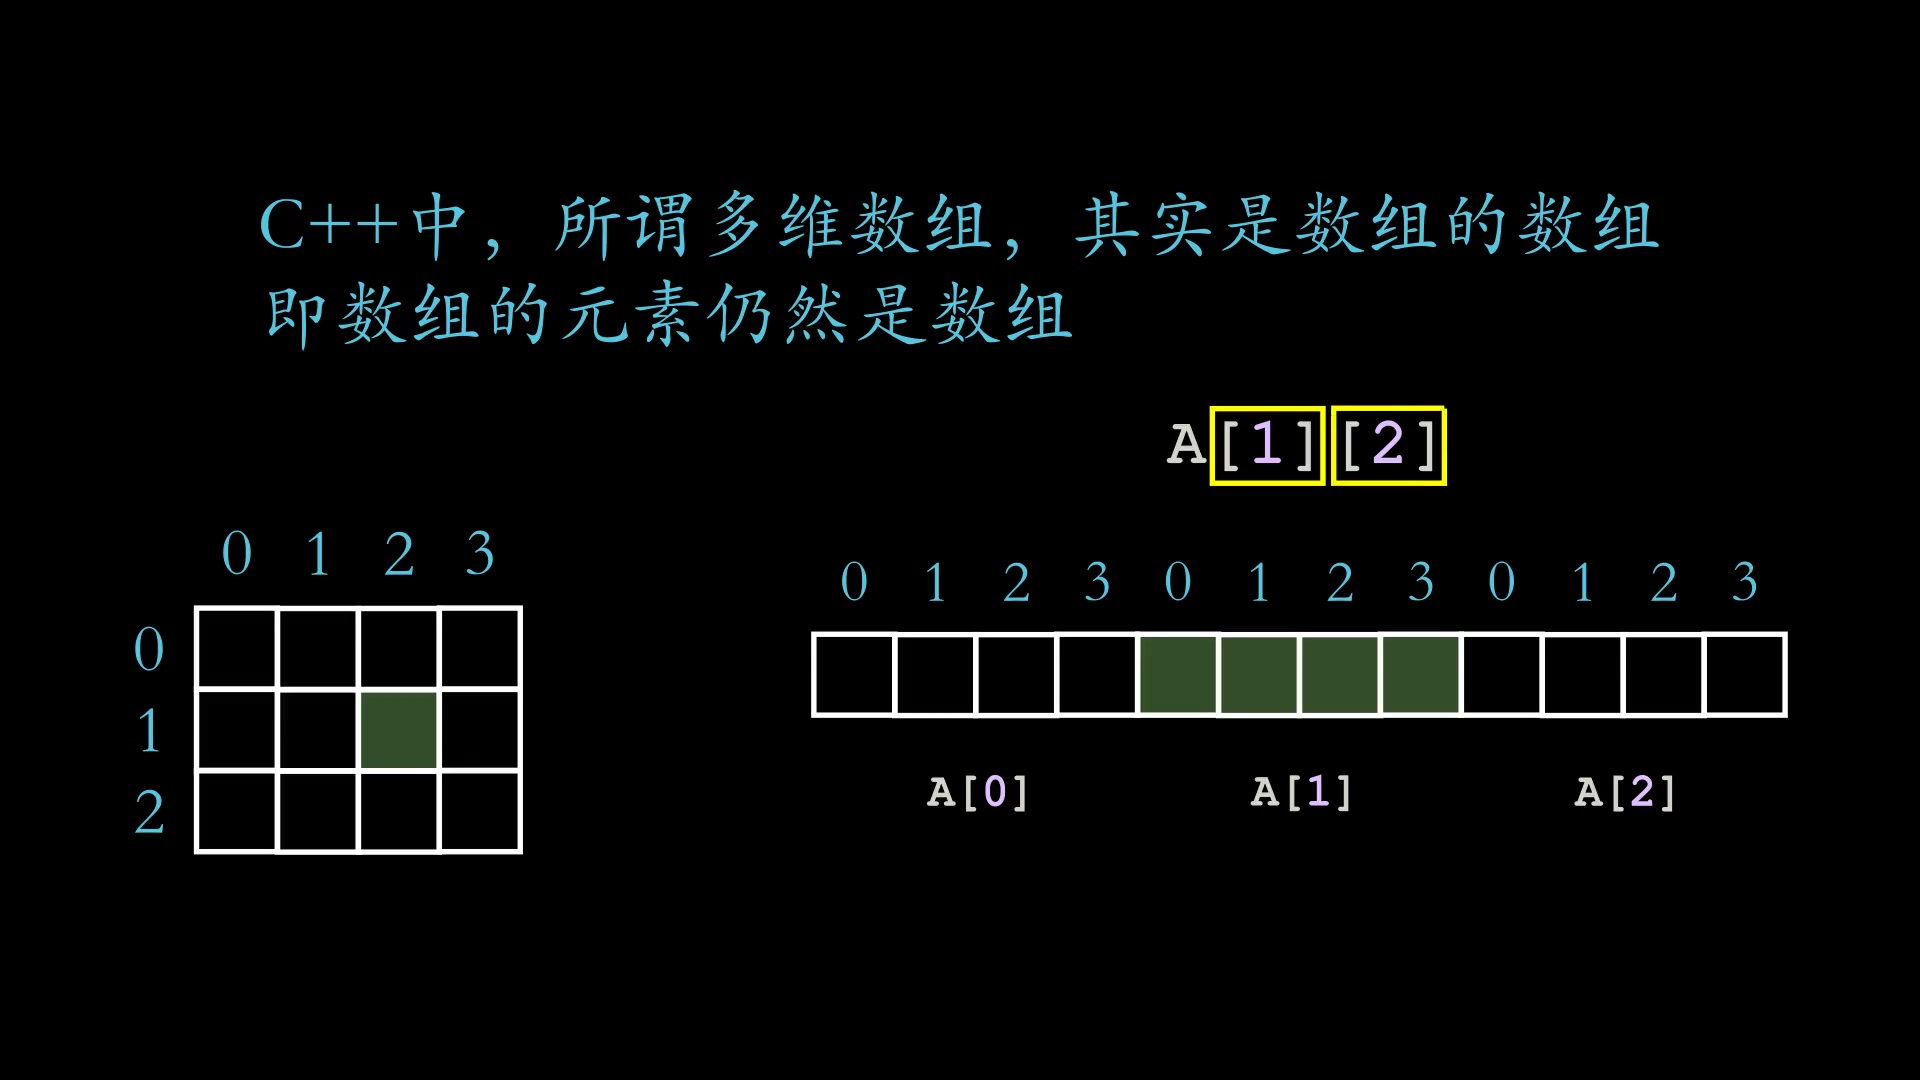 C++中，所谓多维数组，其实是数组的数组
即数组的元素仍然是数组
A[1][2]
0 1 2 3
0
1
2
0 1 2 3 0 1 2 3 0 1 2 3
A[0] A[1] A[2]